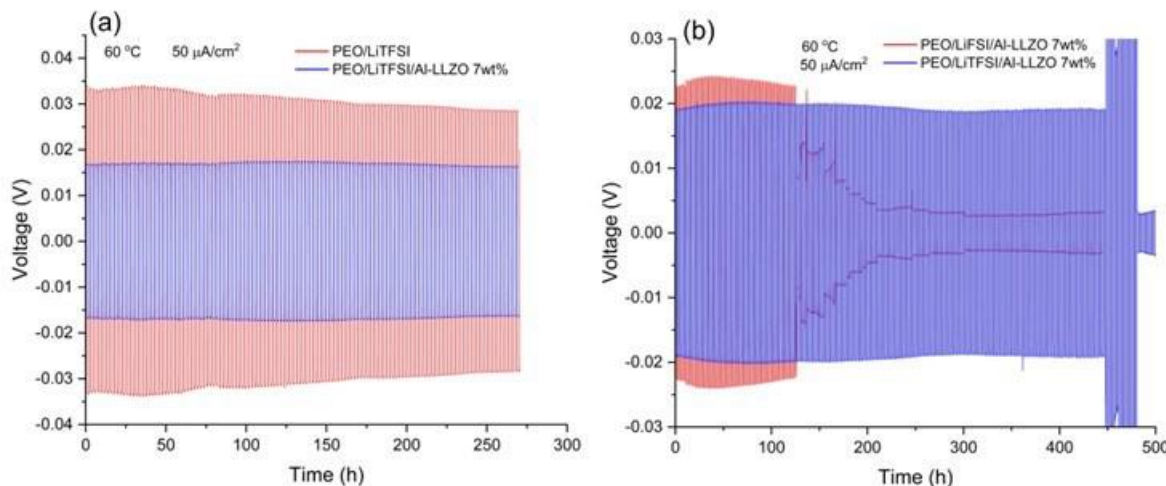 (a)
60 °C 50 μA/cm²
PEO/LiTFSI
PEO/LiTFSI/Al-LLZO 7wt%
Voltage (V)
0.04
0.03
0.02
0.01
0.00
-0.01
-0.02
-0.03
-0.04
0 50 100 150 200 250 300
Time (h)
(b)
60 °C
50 μA/cm²
PEO/LiFSI/Al-LLZO 7wt%
PEO/LiTFSI/Al-LLZO 7wt%
Voltage (V)
0.03
0.02
0.01
0.00
-0.01
-0.02
-0.03
0 100 200 300 400 500
Time (h)